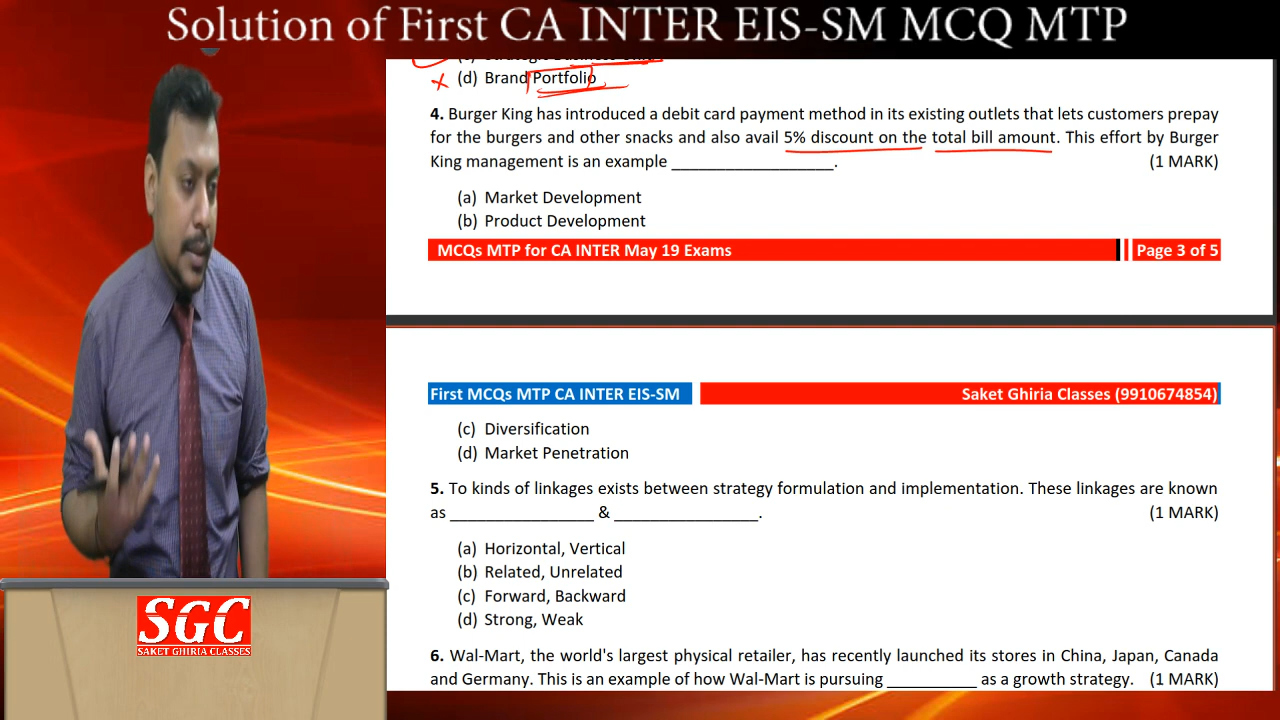 Solution of First CA INTER EIS-SM MCQ MTP
(d) Brand Portfolio
4. Burger King has introduced a debit card payment method in its existing outlets that lets customers prepay
for the burgers and other snacks and also avail 5% discount on the total bill amount. This effort by Burger
King management is an example __________________. (1 MARK)
(a) Market Development
(b) Product Development
MCQs MTP for CA INTER May 19 Exams Page 3 of 5
First MCQs MTP CA INTER EIS-SM Saket Ghiria Classes (9910674854)
(c) Diversification
(d) Market Penetration
5. To kinds of linkages exists between strategy formulation and implementation. These linkages are known
as ________________ & ________________. (1 MARK)
(a) Horizontal, Vertical
(b) Related, Unrelated
(c) Forward, Backward
(d) Strong, Weak
6. Wal-Mart, the world's largest physical retailer, has recently launched its stores in China, Japan, Canada
and Germany. This is an example of how Wal-Mart is pursuing __________ as a growth strategy. (1 MARK)
SGC
SAKET GHIRIA CLASSES